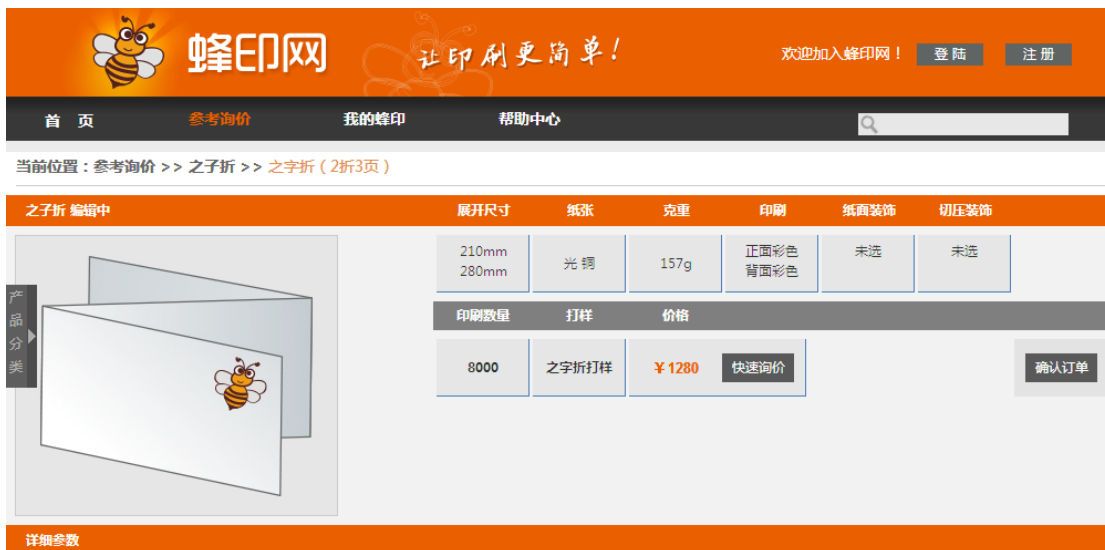 蜂印网
让印刷更简单!
欢迎加入蜂印网! 登陆 注册
首 页 参考询价 我的蜂印 帮助中心
当前位置:参考询价 >> 之子折 >> 之字折(2折3页)
之子折 编辑中 展开尺寸 纸张 克重 印刷 纸面装饰 切压装饰
210mm 光 铜 157g 正面彩色 未选 未选
280mm 背面彩色
产品分类
印刷数量 打样 价格
8000 之字折打样 ¥1280 快速询价 确认订单
详细参数